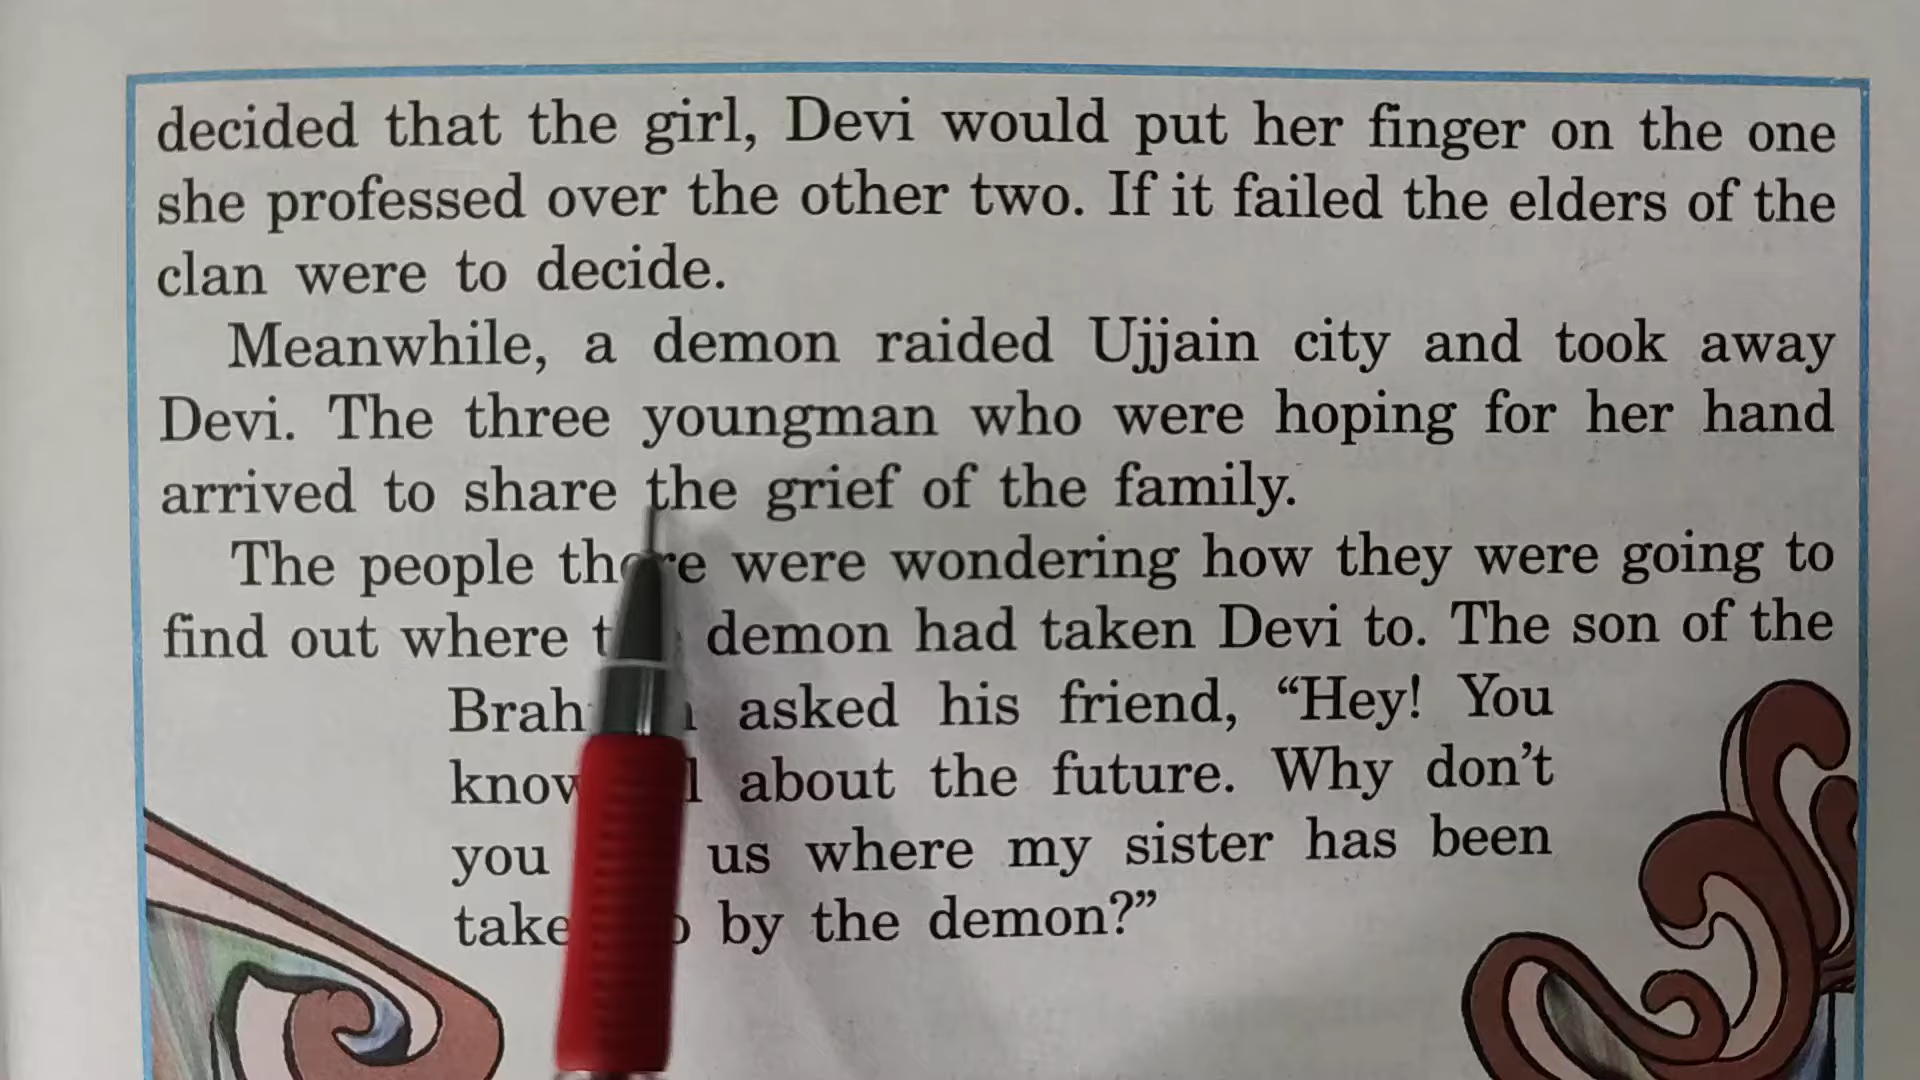 decided that the girl, Devi would put her finger on the one
she professed over the other two. If it failed the elders of the
clan were to decide.
Meanwhile, a demon raided Ujjain city and took away
Devi. The three youngman who were hoping for her hand
arrived to share the grief of the family.
The people there were wondering how they were going to
find out where demon had taken Devi to. The son of the
asked his friend, “Hey! You
about the future. Why don’t
you us where my sister has been
by the demon?”